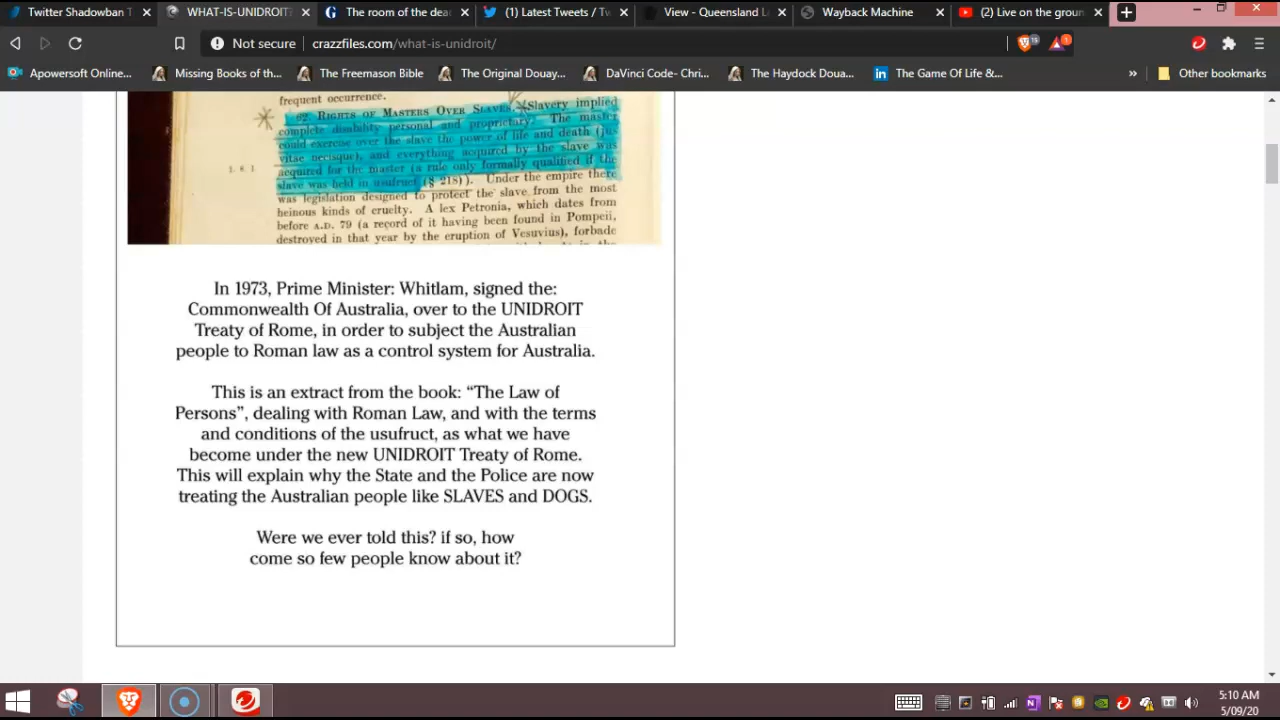 Twitter Shadowban T
WHAT-IS-UNIDROIT?
The room of the dea
(1) Latest Tweets / Tw
View - Queensland L
Wayback Machine
(2) Live on the groun
Not secure | crazzfiles.com/what-is-unidroit/
Apowersoft Online...
Missing Books of th...
The Freemason Bible
The Original Douay...
DaVinci Code- Chri...
The Haydock Doua...
The Game Of Life &...
Other bookmarks
frequent occurrence.
62. RIGHTS OF MASTERS OVER SLAVES. Slavery implied
complete disability personal and proprietary. The master
could exercise over the slave the power of life and death (jus
vitae necisque), and everything acquired by the slave was
acquired for the master (a rule only formally qualified if the
slave was held in usufruct (§ 218)). Under the empire there
was legislation designed to protect the slave from the most
heinous kinds of cruelty. A lex Petronia, which dates from
before A.D. 79 (a record of it having been found in Pompeii,
destroyed in that year by the eruption of Vesuvius), forbade
In 1973, Prime Minister: Whitlam, signed the:
Commonwealth Of Australia, over to the UNIDROIT
Treaty of Rome, in order to subject the Australian
people to Roman law as a control system for Australia.
This is an extract from the book: “The Law of
Persons”, dealing with Roman Law, and with the terms
and conditions of the usufruct, as what we have
become under the new UNIDROIT Treaty of Rome.
This will explain why the State and the Police are now
treating the Australian people like SLAVES and DOGS.
Were we ever told this? if so, how
come so few people know about it?
5:10 AM
5/09/20